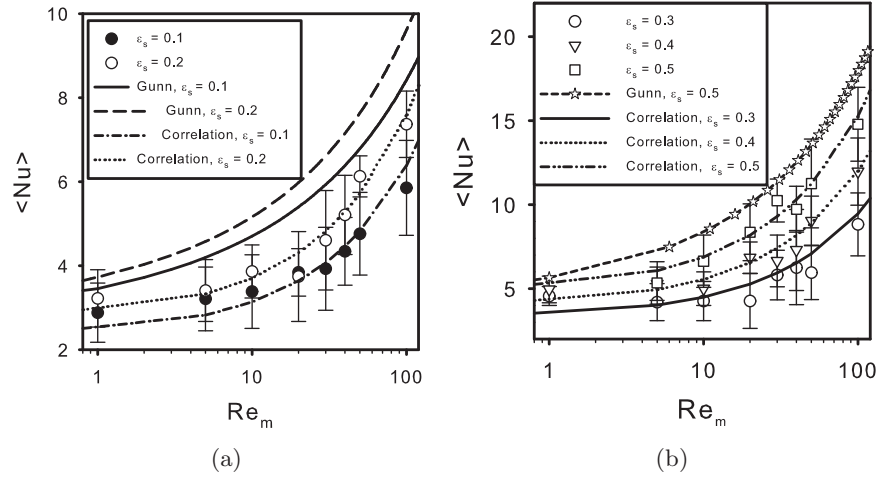 10
8
6
4
2
<Nu>
ε_s = 0.1
ε_s = 0.2
Gunn, ε_s = 0.1
Gunn, ε_s = 0.2
Correlation, ε_s = 0.1
Correlation, ε_s = 0.2
1
10
100
Re_m
(a)
20
15
10
5
<Nu>
ε_s = 0.3
ε_s = 0.4
ε_s = 0.5
Gunn, ε_s = 0.5
Correlation, ε_s = 0.3
Correlation, ε_s = 0.4
Correlation, ε_s = 0.5
1
10
100
Re_m
(b)